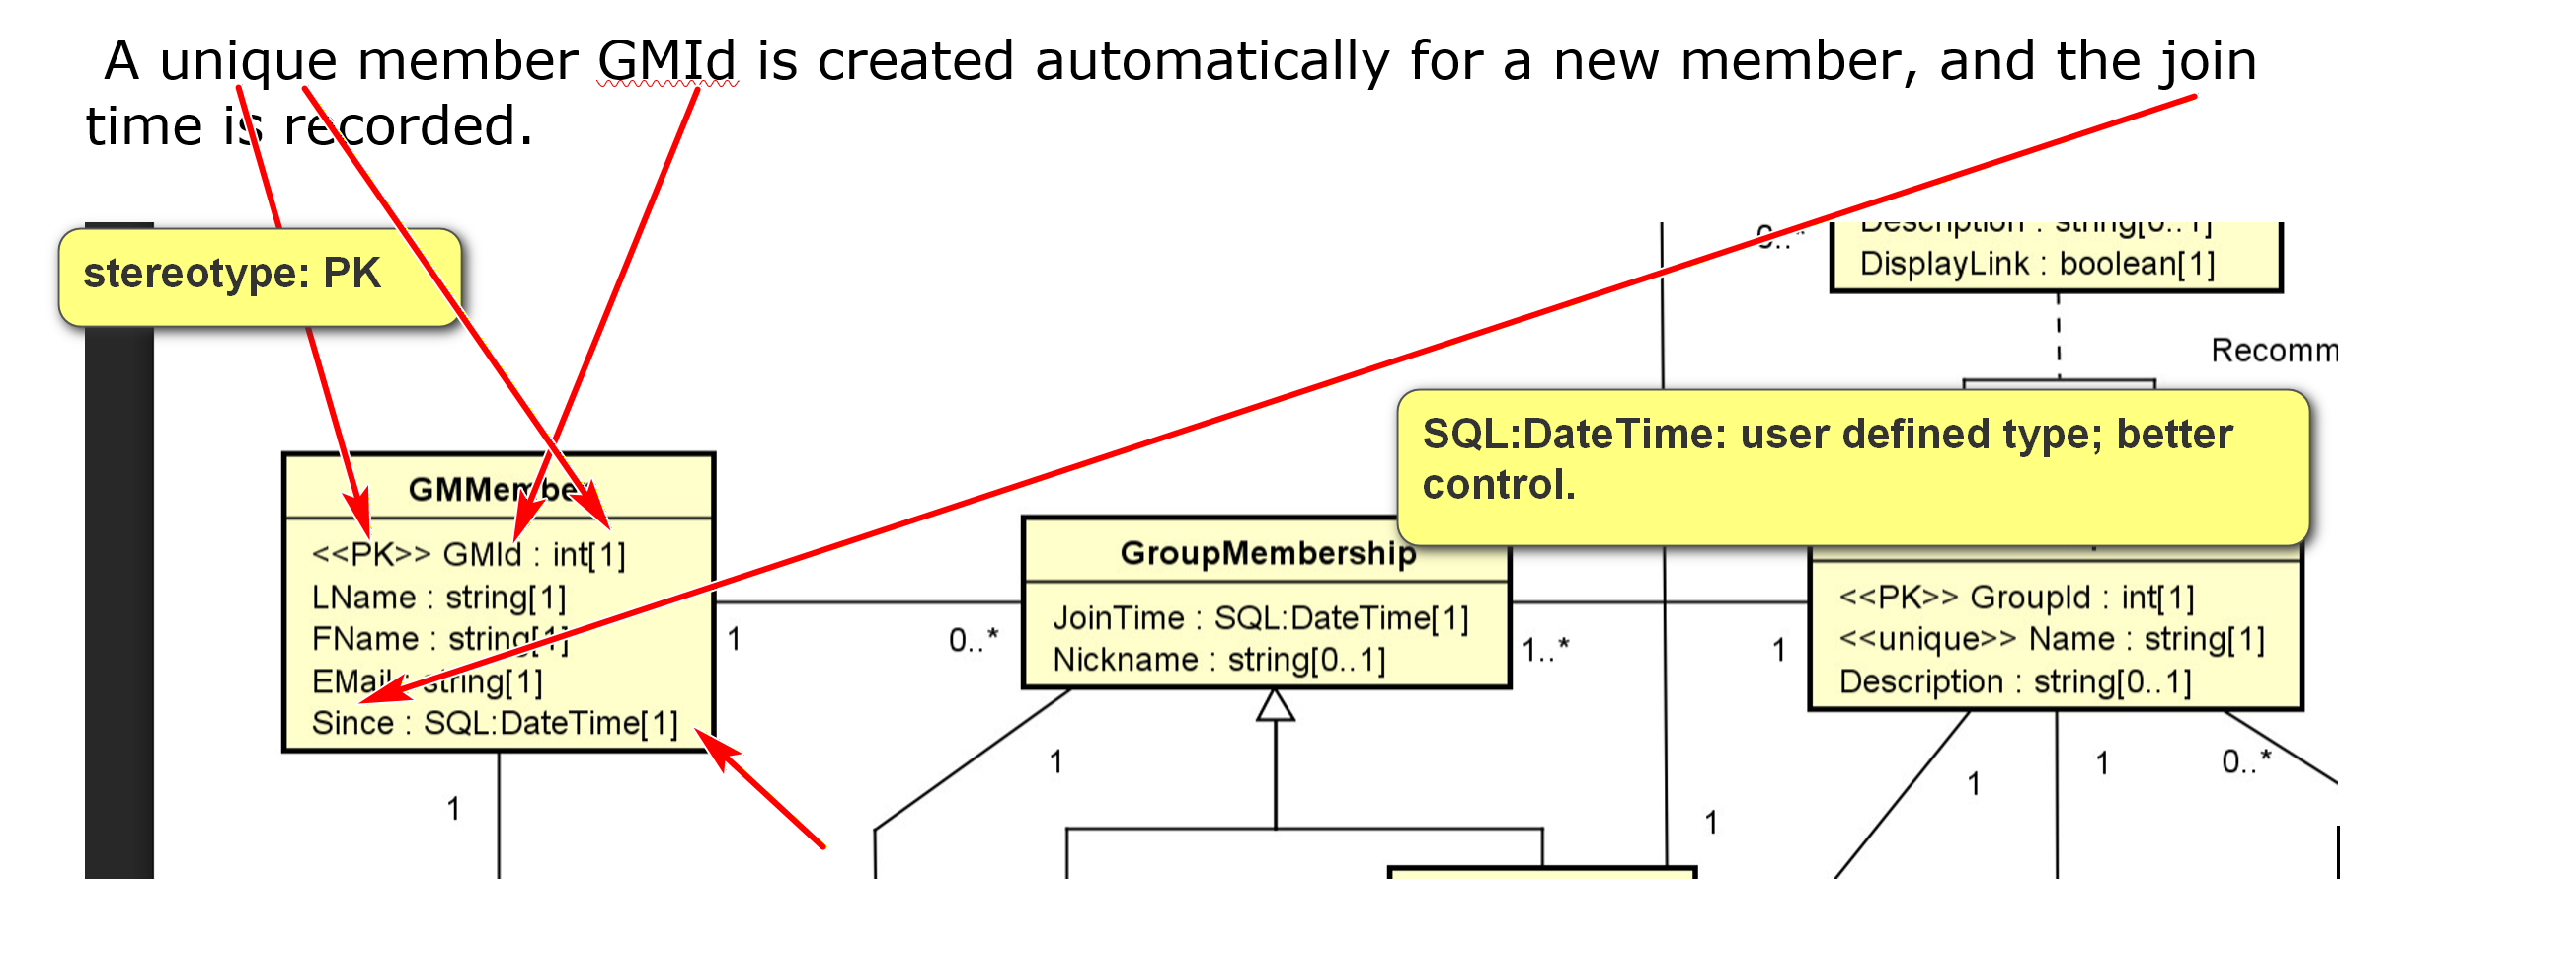 A unique member GMId is created automatically for a new member, and the join
time is recorded.
stereotype: PK
0..*
Description : string[0..1]
DisplayLink : boolean[1]
Recomm
SQL:DateTime: user defined type; better
control.
GMMember
<<PK>> GMId : int[1]
LName : string[1]
FName : string[1]
EMail : string[1]
Since : SQL:DateTime[1]
1
0..*
GroupMembership
JoinTime : SQL:DateTime[1]
Nickname : string[0..1]
1..*
1
<<PK>> GroupId : int[1]
<<unique>> Name : string[1]
Description : string[0..1]
1
1
1
1
1
0..*